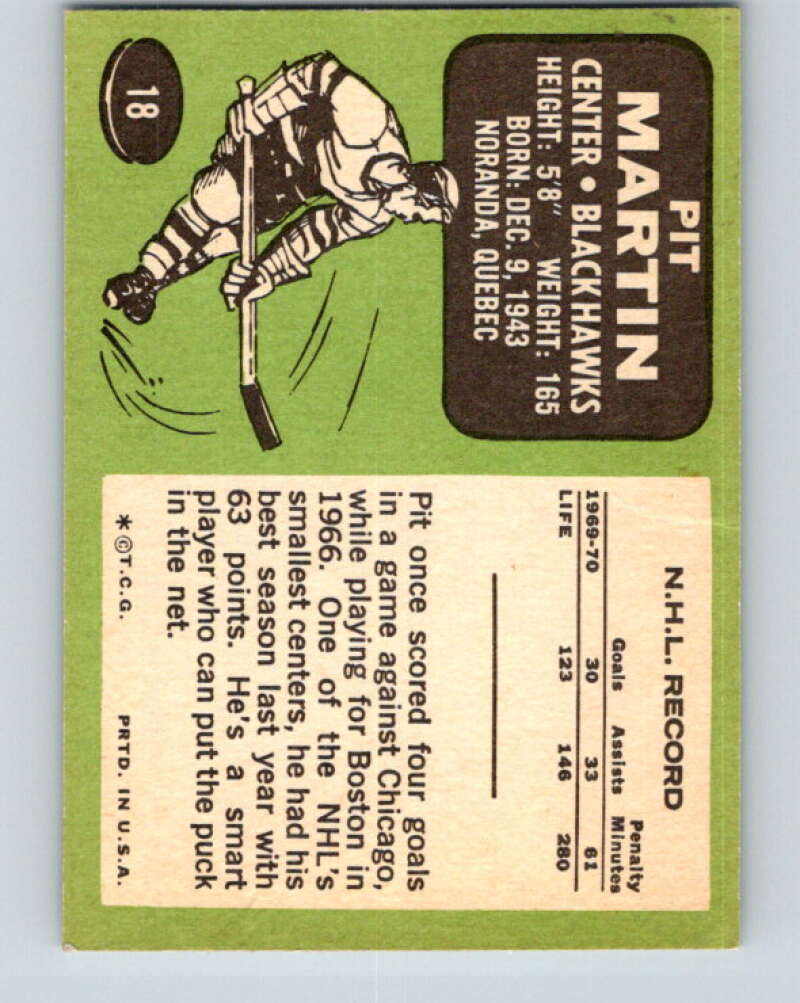 18
PIT
MARTIN
CENTER • BLACK HAWKS
HEIGHT: 5'8" WEIGHT: 165
BORN: DEC. 9, 1943
NORANDA, QUEBEC
N.H.L. RECORD
Goals Assists Penalty Minutes
1969-70 30 33 61
LIFE 123 146 280
Pit once scored four goals
in a game against Chicago,
while playing for Boston in
1966. One of the NHL's
smallest centers, he had his
best season last year with
63 points. He's a smart
player who can put the puck
in the net.
* © T.C.G. PRTD. IN U.S.A.